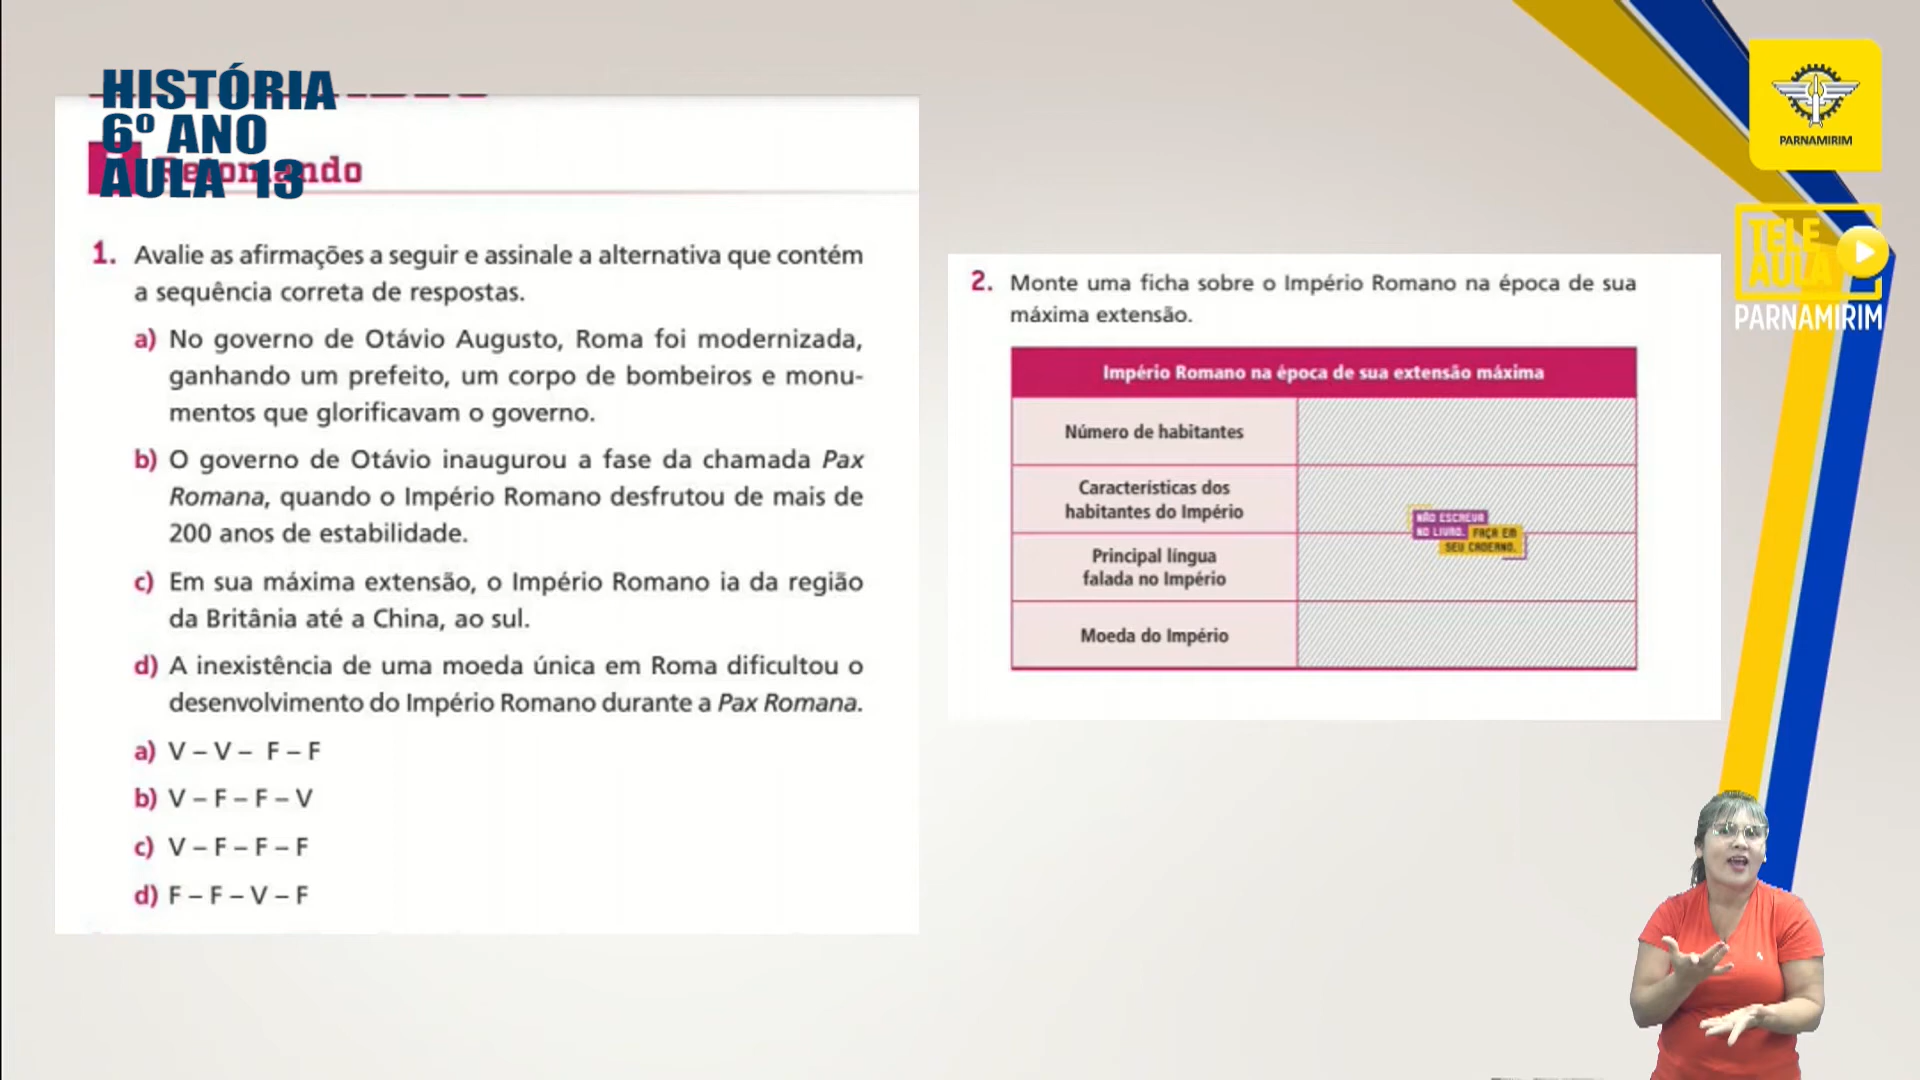 HISTÓRIA
6º ANO
AULA 13
Retomando
1. Avalie as afirmações a seguir e assinale a alternativa que contém
a sequência correta de respostas.
a) No governo de Otávio Augusto, Roma foi modernizada,
ganhando um prefeito, um corpo de bombeiros e monu-
mentos que glorificavam o governo.
b) O governo de Otávio inaugurou a fase da chamada Pax
Romana, quando o Império Romano desfrutou de mais de
200 anos de estabilidade.
c) Em sua máxima extensão, o Império Romano ia da região
da Britânia até a China, ao sul.
d) A inexistência de uma moeda única em Roma dificultou o
desenvolvimento do Império Romano durante a Pax Romana.
a) V – V – F – F
b) V – F – F – V
c) V – F – F – F
d) F – F – V – F
2. Monte uma ficha sobre o Império Romano na época de sua
máxima extensão.
Império Romano na época de sua extensão máxima
Número de habitantes
Características dos
habitantes do Império
NÃO ESCREVA
NO LIVRO. FAÇA EM
SEU CADERNO.
Principal língua
falada no Império
Moeda do Império
PARNAMIRIM
TELE
AULA
PARNAMIRIM